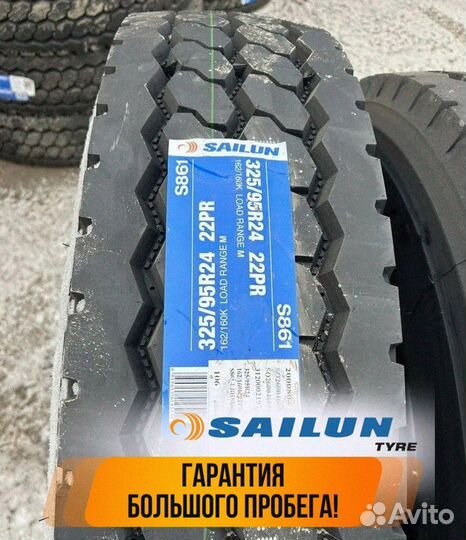 SAILUN
325/95R24 22PR
162/160K LOAD RANGE M
S861
S861
325/95R24 22PR
162/160K LOAD RANGE M
106
SAILUN
TYRE
ГАРАНТИЯ
БОЛЬШОГО ПРОБЕГА!
Avito